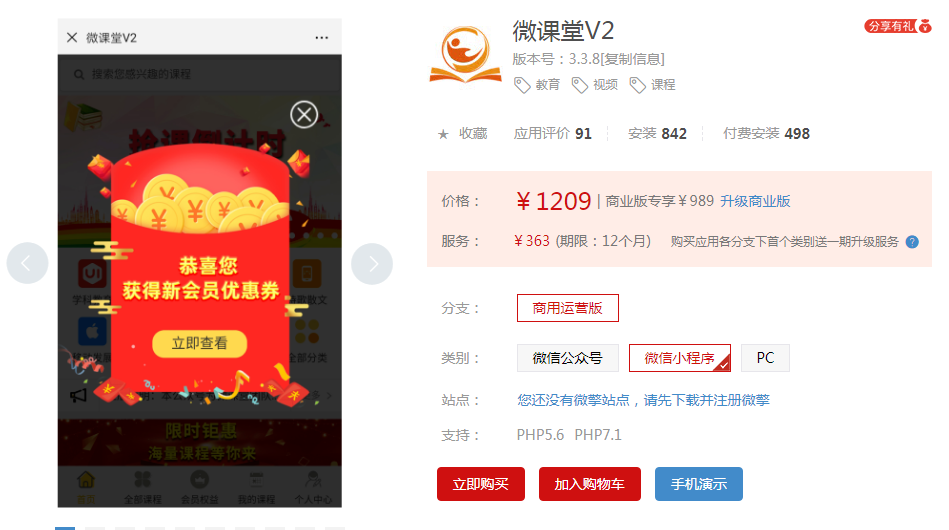 微课堂V2
搜索您感兴趣的课程
抢课倒计时
恭喜您
获得新会员优惠券
立即查看
全部分类
限时钜惠
海量课程等你来
首页
全部课程
会员权益
我的课程
个人中心
微课堂V2
分享有礼
版本号：3.3.8[复制信息]
教育
视频
课程
★ 收藏
应用评价 91
安装 842
付费安装 498
价格：
￥1209 | 商业版专享￥989 升级商业版
服务：
￥363 (期限：12个月) 购买应用各分支下首个类别送一期升级服务 ?
分支：
商用运营版
类别：
微信公众号
微信小程序
PC
站点：
您还没有微擎站点，请先下载并注册微擎
支持：
PHP5.6 PHP7.1
立即购买
加入购物车
手机演示